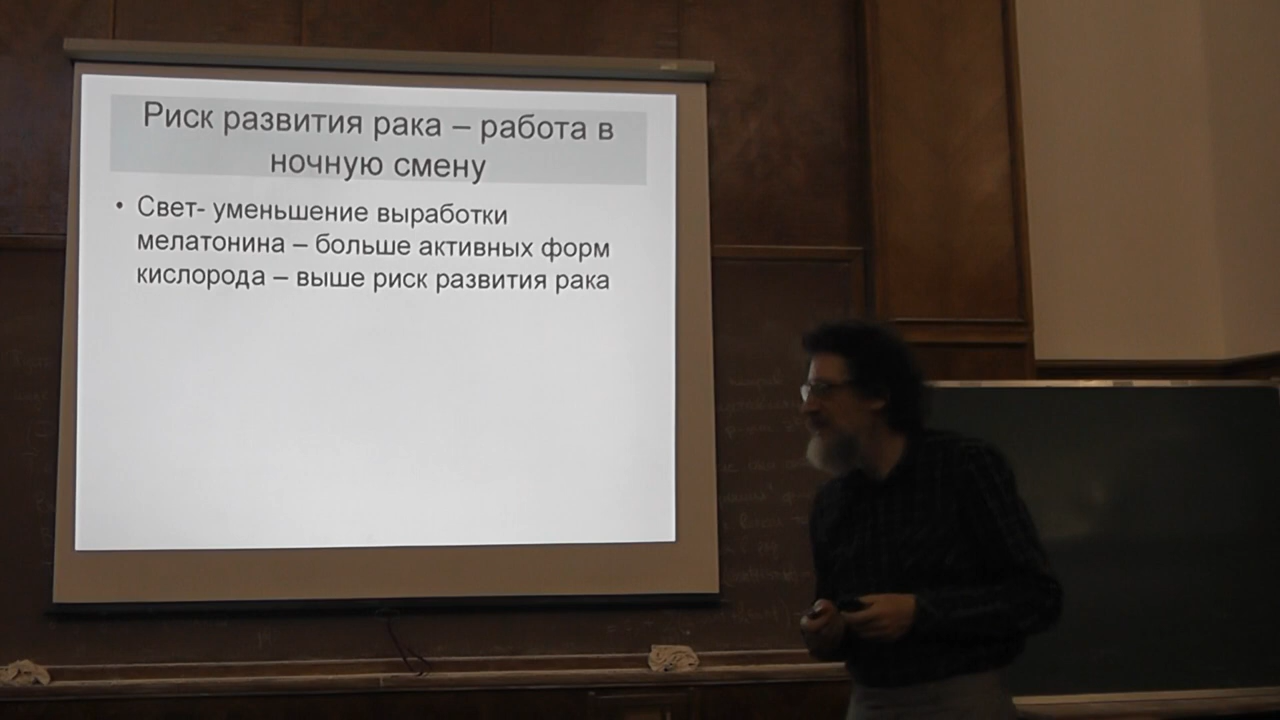 Риск развития рака – работа в
ночную смену
• Свет- уменьшение выработки
мелатонина – больше активных форм
кислорода – выше риск развития рака